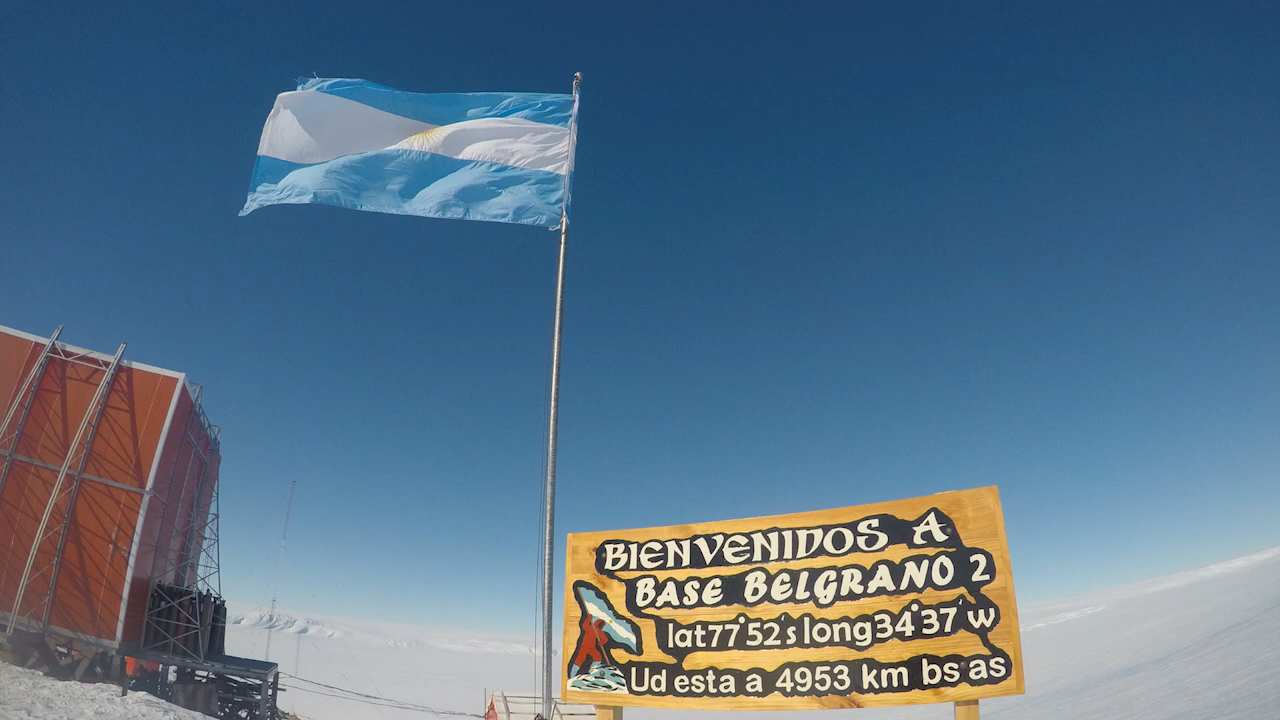 BIENVENIDOS A
BASE BELGRANO 2
lat77°52's long34°37'w
Ud esta a 4953 km bs as